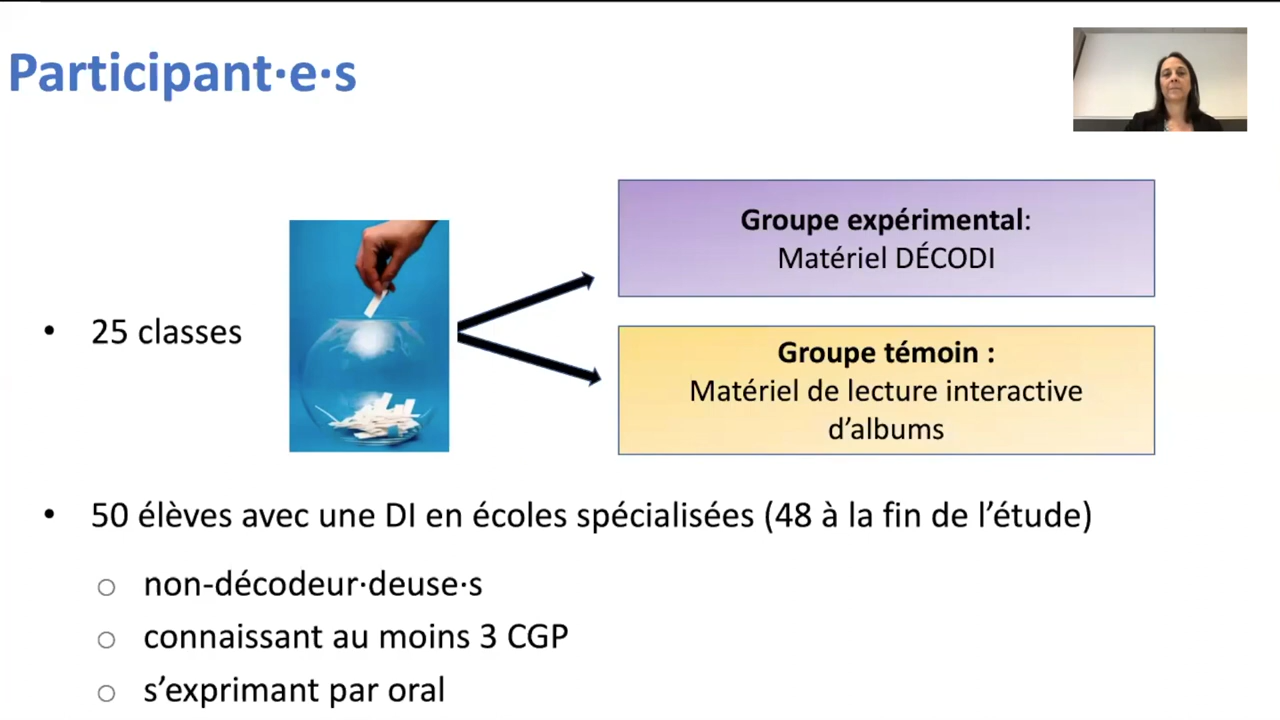 Participant·e·s
Groupe expérimental:
Matériel DÉCODI
• 25 classes
Groupe témoin :
Matériel de lecture interactive
d’albums
• 50 élèves avec une DI en écoles spécialisées (48 à la fin de l’étude)
○ non-décodeur·deuse·s
○ connaissant au moins 3 CGP
○ s’exprimant par oral